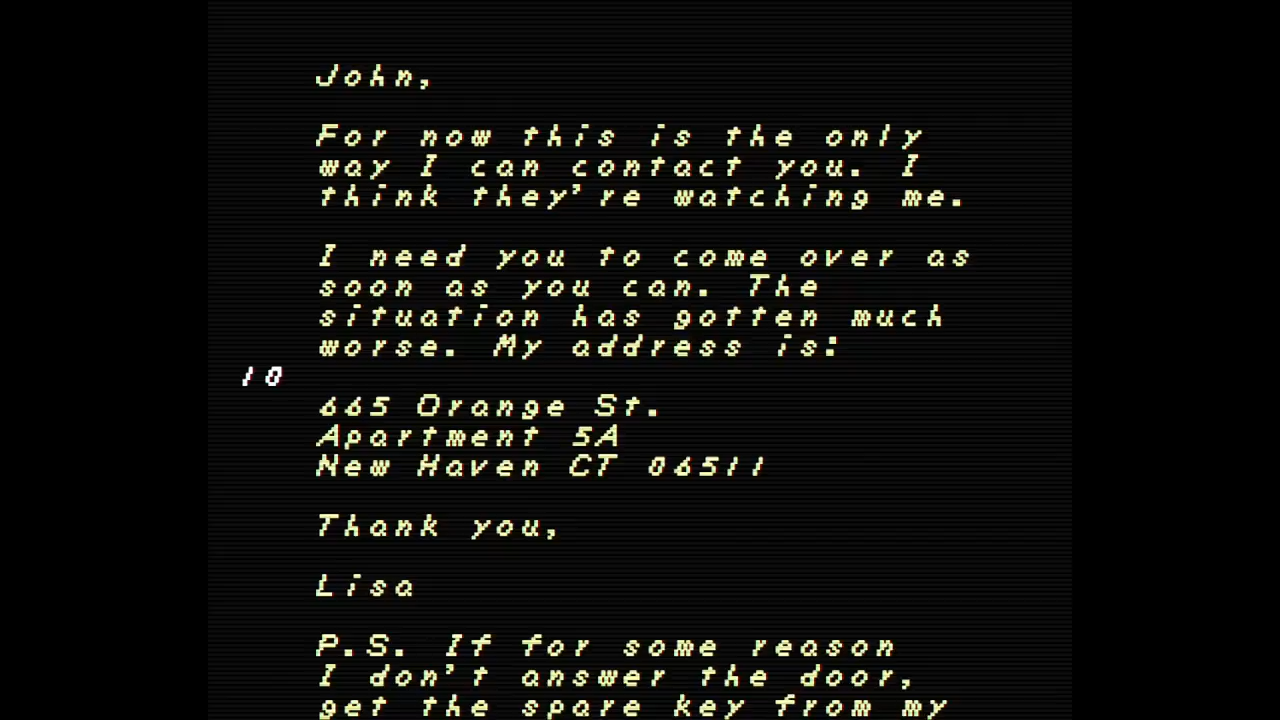 John,
For now this is the only
way I can contact you. I
think they're watching me.
I need you to come over as
soon as you can. The
situation has gotten much
worse. My address is:
10
665 Orange St.
Apartment 5A
New Haven CT 06511
Thank you,
Lisa
P.S. If for some reason
I don't answer the door,
get the spare key from my